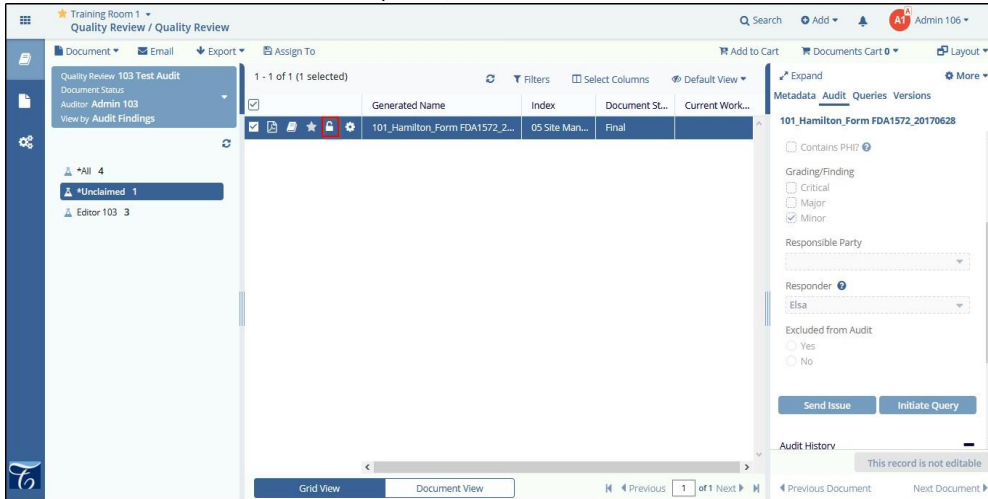 Training Room 1
Quality Review / Quality Review
Search Add A A1 Admin 106
Document Email Export Assign To Add to Cart Documents Cart 0 Layout
Quality Review 103 Test Audit
Document Status
Auditor Admin 103
View by Audit Findings
*All 4
*Unclaimed 1
Editor 103 3
1 - 1 of 1 (1 selected) Filters Select Columns Default View
Generated Name Index Document St... Current Work...
101_Hamilton_Form FDA1572_2... 05 Site Man... Final
Grid View Document View Previous 1 of 1 Next
Expand More
Metadata Audit Queries Versions
101_Hamilton_Form FDA1572_20170628
Contains PHI?
Grading/Finding
Critical
Major
Minor
Responsible Party
Responder
Elsa
Excluded from Audit
Yes
No
Send Issue Initiate Query
Audit History
This record is not editable
Previous Document Next Document